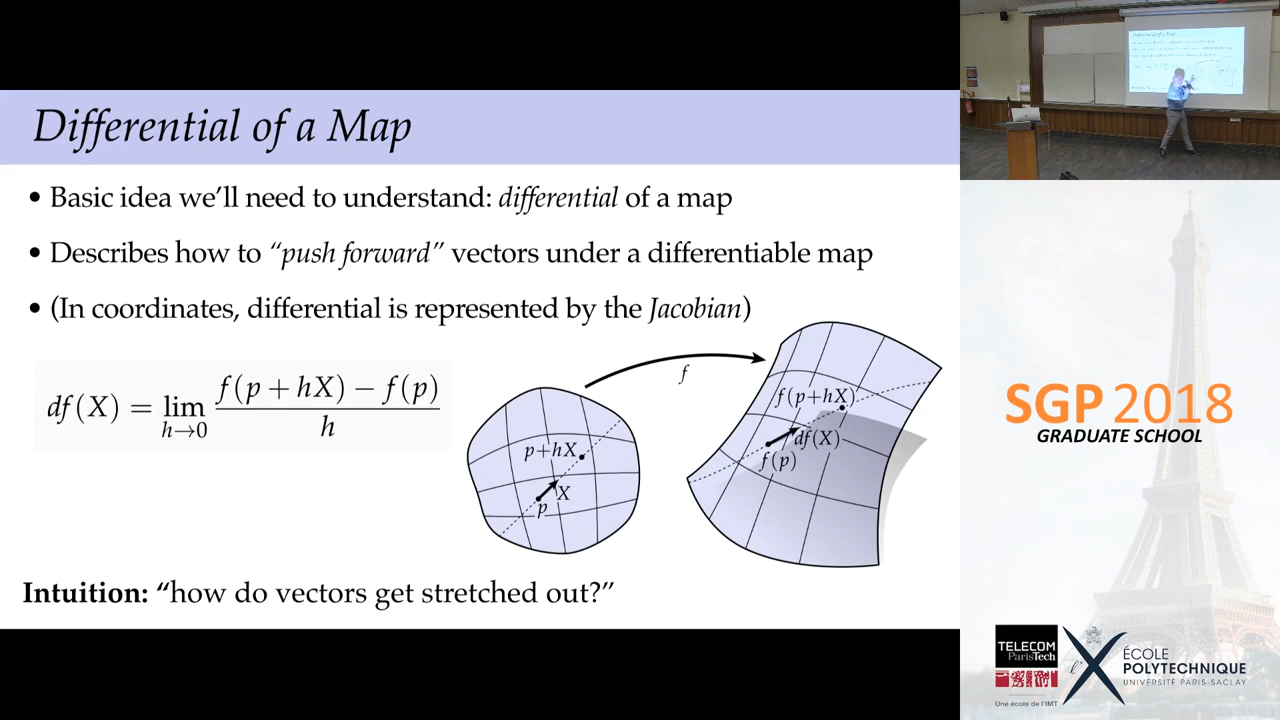 Differential of a Map
• Basic idea we'll need to understand: differential of a map
• Describes how to “push forward” vectors under a differentiable map
• (In coordinates, differential is represented by the Jacobian)
df(X) = lim h→0 f(p + hX) − f(p) / h
f
p+hX
X
p
f(p+hX)
df(X)
f(p)
Intuition: “how do vectors get stretched out?”
SGP 2018
GRADUATE SCHOOL
TELECOM
ParisTech
Une école de l'IMT
l'X
ÉCOLE
POLYTECHNIQUE
UNIVERSITÉ PARIS-SACLAY